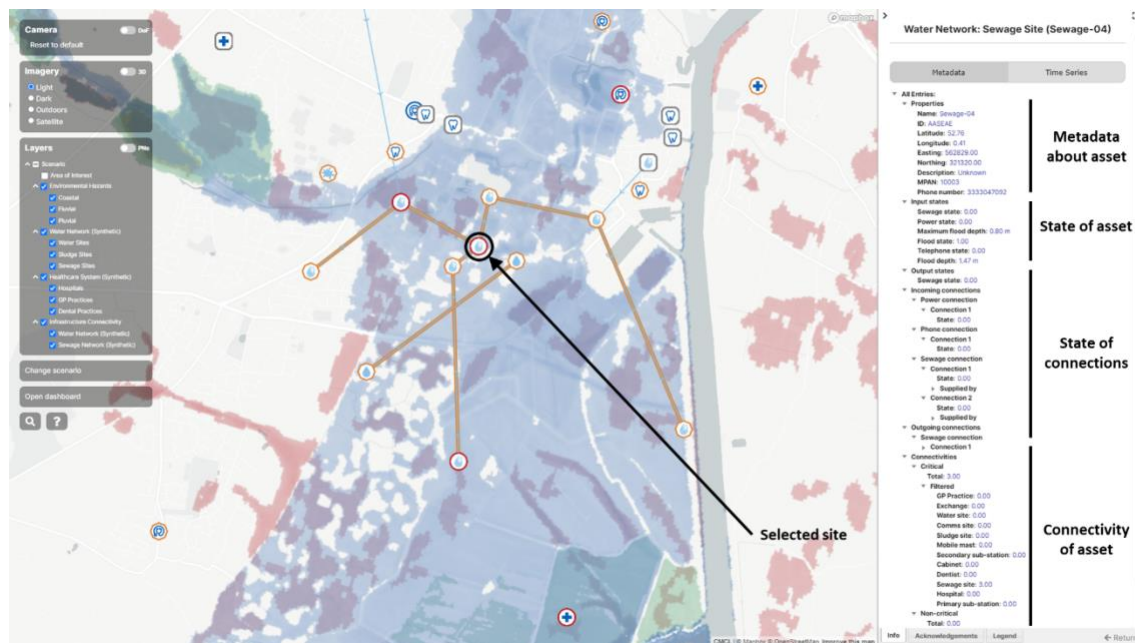 Camera
DoF
Reset to default
Imagery
3D
Light
Dark
Outdoors
Satellite
Layers
PNs
Scenario
Area of Interest
Environmental Hazards
Coastal
Fluvial
Pluvial
Water Network (Synthetic)
Water Sites
Sludge Sites
Sewage Sites
Healthcare System (Synthetic)
Hospitals
GP Practices
Dental Practices
Infrastructure Connectivity
Water Network (Synthetic)
Sewage Network (Synthetic)
Change scenario
Open dashboard
?
mapbox
Selected site
CMCL | © Mapbox © OpenStreetMap Improve this map
Water Network: Sewage Site (Sewage-04)
Metadata
Time Series
All Entries:
Properties
Name: Sewage-04
ID: AASEAE
Latitude: 52.76
Longitude: 0.41
Easting: 562829.00
Northing: 321320.00
Description: Unknown
MPAN: 10003
Phone number: 3333047092
Input states
Sewage state: 0.00
Power state: 0.00
Maximum flood depth: 0.80 m
Flood state: 1.00
Telephone state: 0.00
Flood depth: 1.47 m
Output states
Sewage state: 0.00
Incoming connections
Power connection
Connection 1
State: 0.00
Phone connection
Connection 1
State: 0.00
Sewage connection
Connection 1
State: 0.00
Supplied by
Connection 2
State: 0.00
Supplied by
Outgoing connections
Sewage connection
Connection 1
Connectivities
Critical
Total: 3.00
Filtered
GP Practice: 0.00
Exchange: 0.00
Water site: 0.00
Comms site: 0.00
Sludge site: 0.00
Mobile mast: 0.00
Secondary sub-station: 0.00
Cabinet: 0.00
Dentist: 0.00
Sewage site: 3.00
Hospital: 0.00
Primary sub-station: 0.00
Non-critical
Total: 0.00
Info
Acknowledgements
Legend
Return
Metadata
about asset
State of asset
State of
connections
Connectivity
of asset